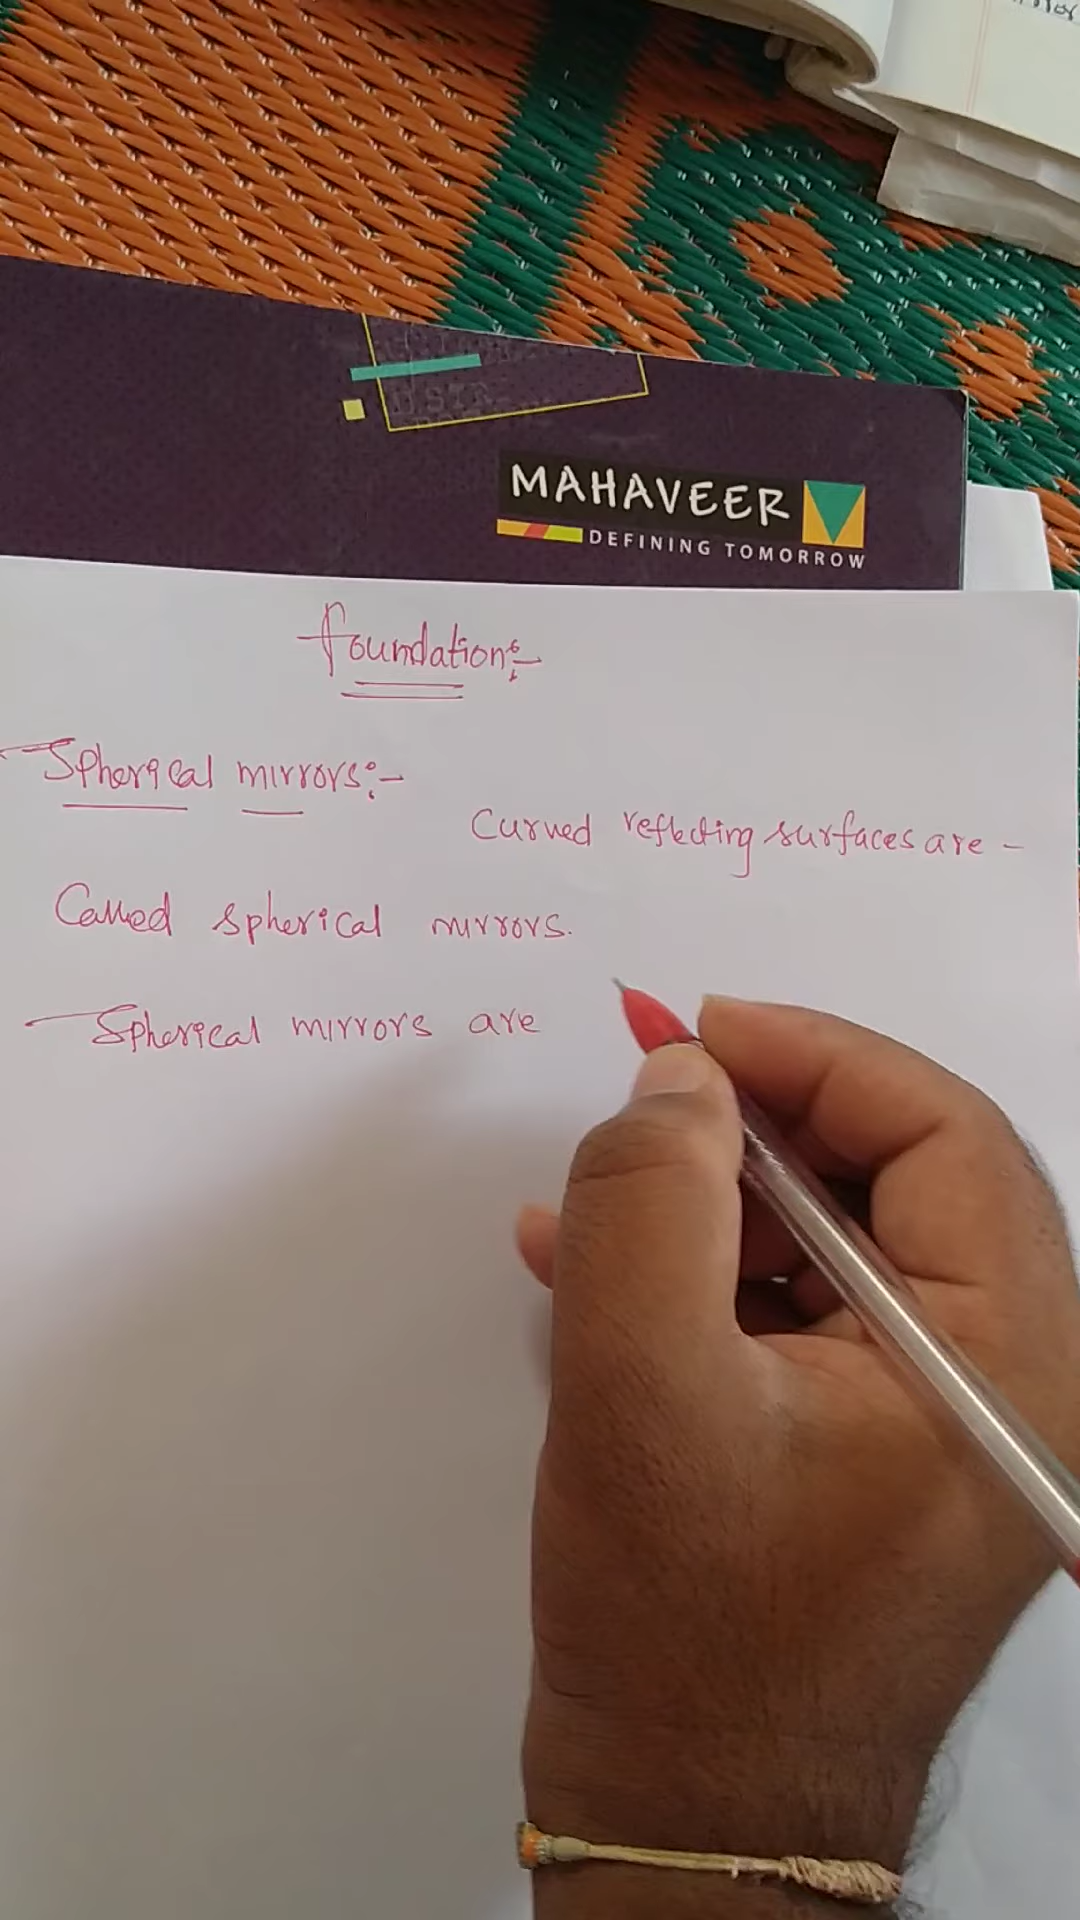 MAHAVEER
DEFINING TOMORROW
foundation:-
Spherical mirrors:-
Curved reflecting surfaces are -
Called spherical mirrors.
Spherical mirrors are